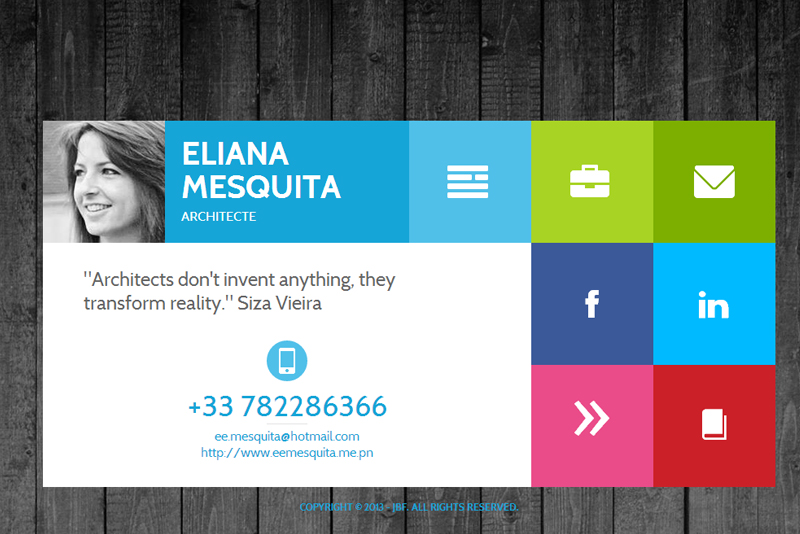 ELIANA
MESQUITA
ARCHITECTE
"Architects don't invent anything, they
transform reality." Siza Vieira
+33 782286366
ee.mesquita@hotmail.com
http://www.eemesquita.me.pn
f
in
COPYRIGHT © 2013 - JBF. ALL RIGHTS RESERVED.